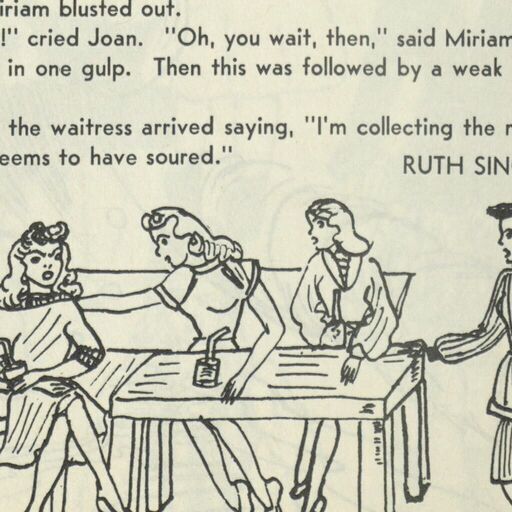 iriam blusted out.
!" cried Joan. "Oh, you wait, then," said Miriam
in one gulp. Then this was followed by a weak
the waitress arrived saying, "I'm collecting the
eems to have soured."
RUTH SIN